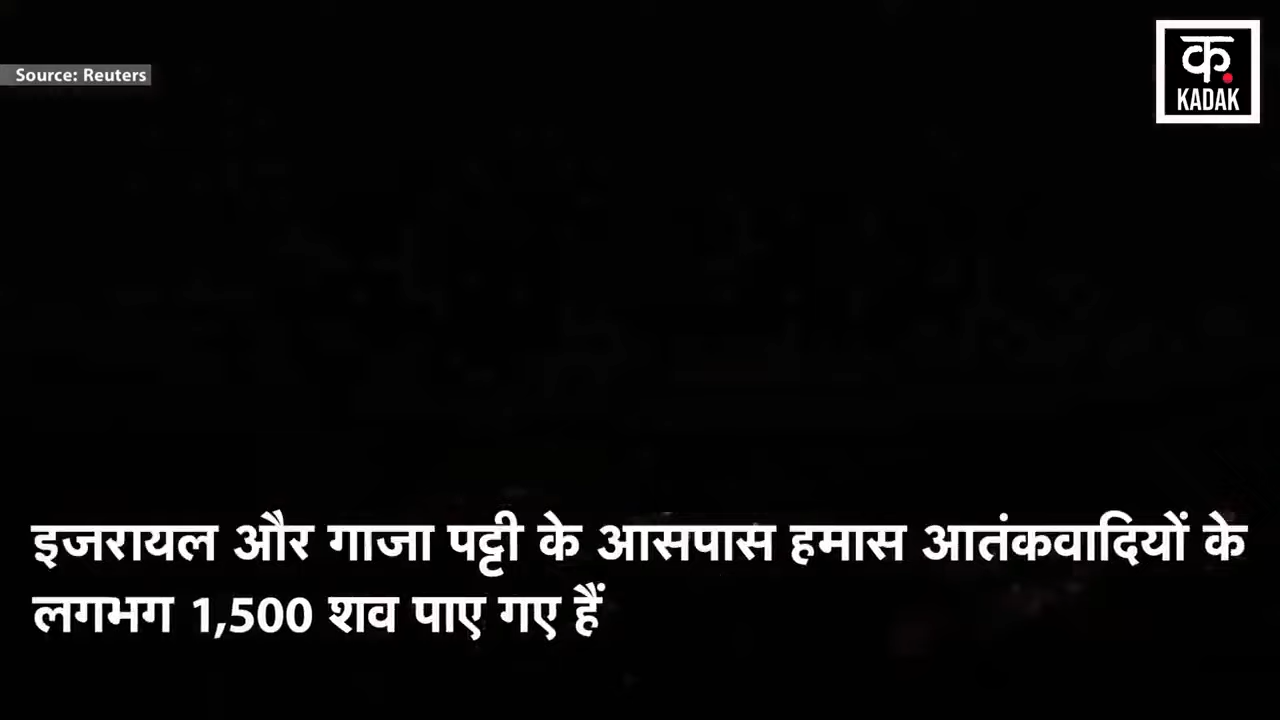 Source: Reuters
क.
KADAK
इजरायल और गाजा पट्टी के आसपास हमास आतंकवादियों के
लगभग 1,500 शव पाए गए हैं